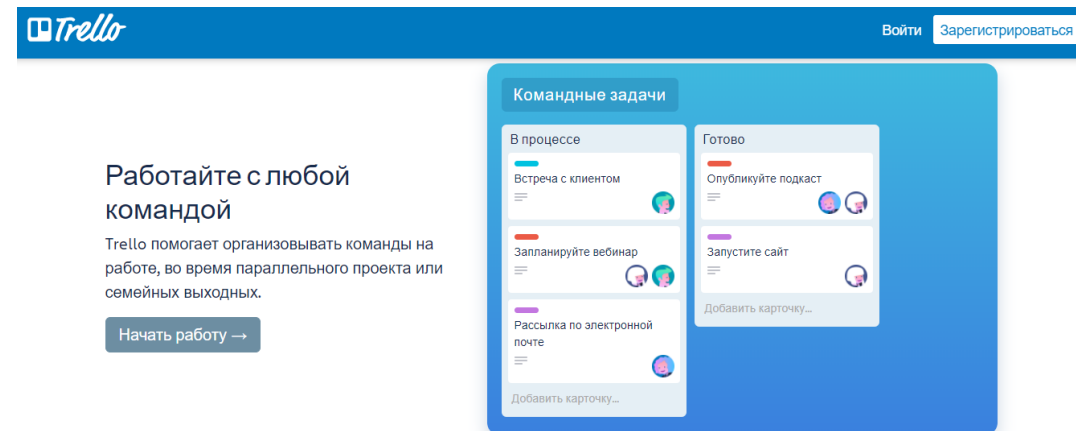 Trello
Войти
Зарегистрироваться
Работайте с любой
командой
Trello помогает организовывать команды на
работе, во время параллельного проекта или
семейных выходных.
Начать работу →
Командные задачи
В процессе
Встреча с клиентом
Запланируйте вебинар
Рассылка по электронной
почте
Добавить карточку...
Готово
Опубликуйте подкаст
Запустите сайт
Добавить карточку...